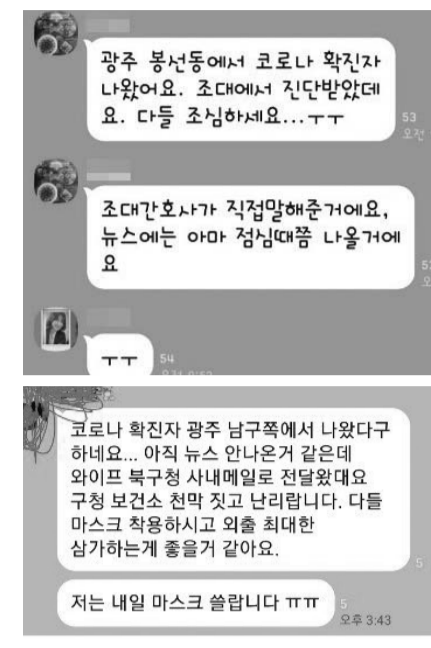 광주 봉선동에서 코로나 확진자
나왔어요. 조대에서 진단받았데
요. 다들 조심하세요...ㅜㅜ
53
오전
조대간호사가 직접말해준거에요,
뉴스에는 아마 점심때쯤 나올거에
요
ㅜㅜ
54
코로나 확진자 광주 남구쪽에서 나왔다구
하네요... 아직 뉴스 안나온거 같은데
와이프 북구청 사내메일로 전달왔대요
구청 보건소 천막 짓고 난리랍니다. 다들
마스크 착용하시고 외출 최대한
삼가하는게 좋을거 같아요.
5
저는 내일 마스크 쓸랍니다 ㅠㅠ
5
오후 3:43